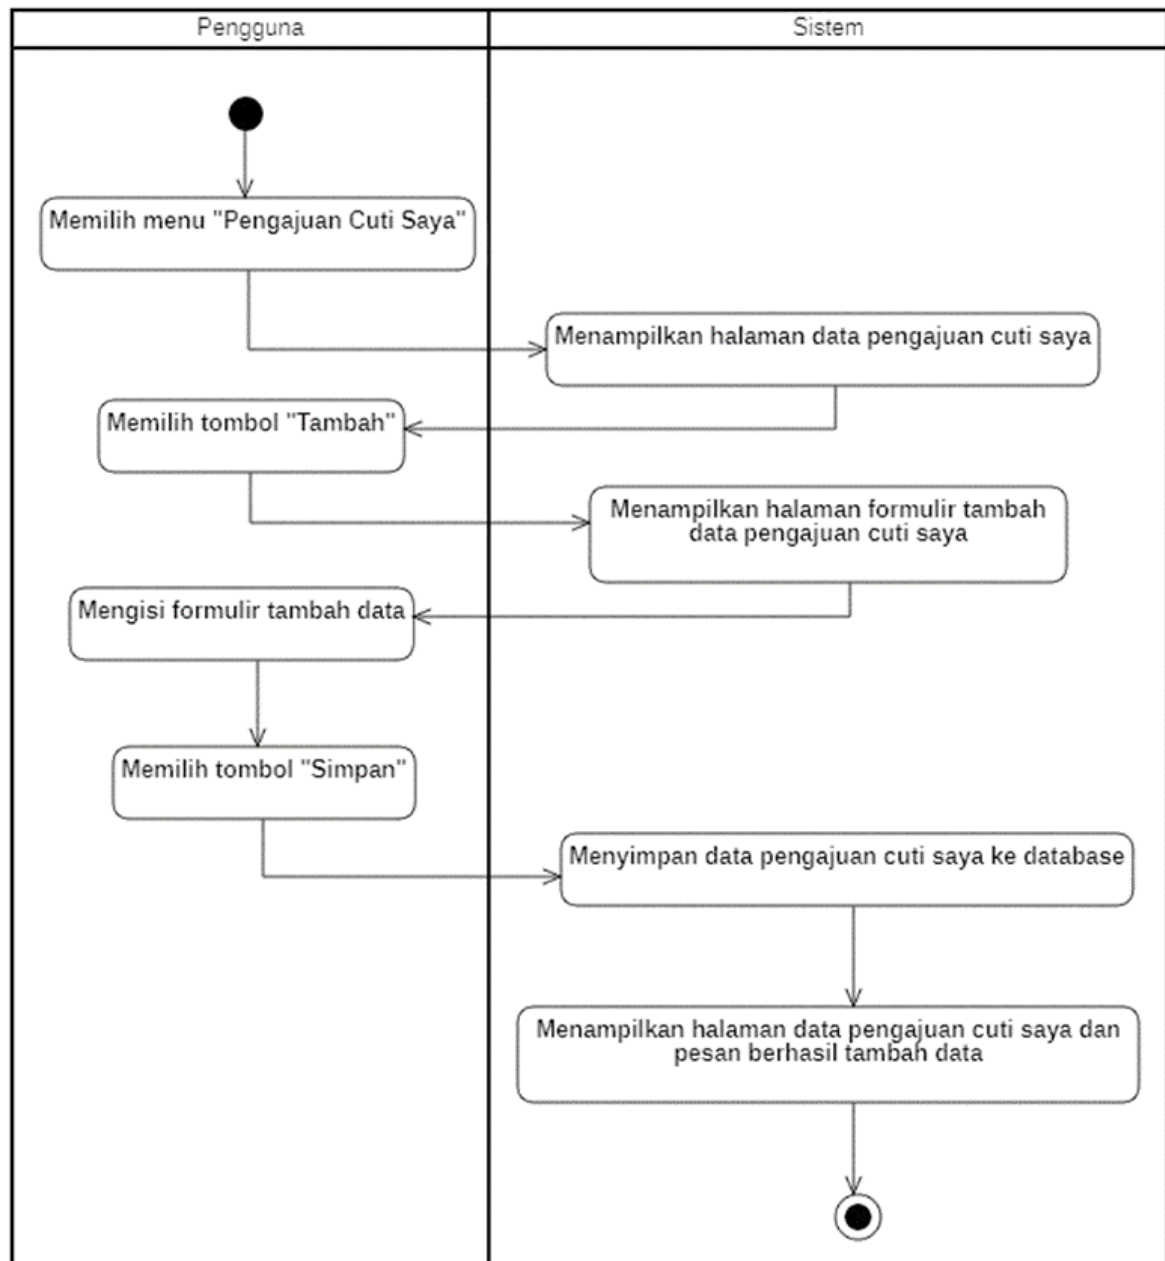 Pengguna
Sistem
Memilih menu "Pengajuan Cuti Saya"
Menampilkan halaman data pengajuan cuti saya
Memilih tombol "Tambah"
Menampilkan halaman formulir tambah
data pengajuan cuti saya
Mengisi formulir tambah data
Memilih tombol "Simpan"
Menyimpan data pengajuan cuti saya ke database
Menampilkan halaman data pengajuan cuti saya dan
pesan berhasil tambah data